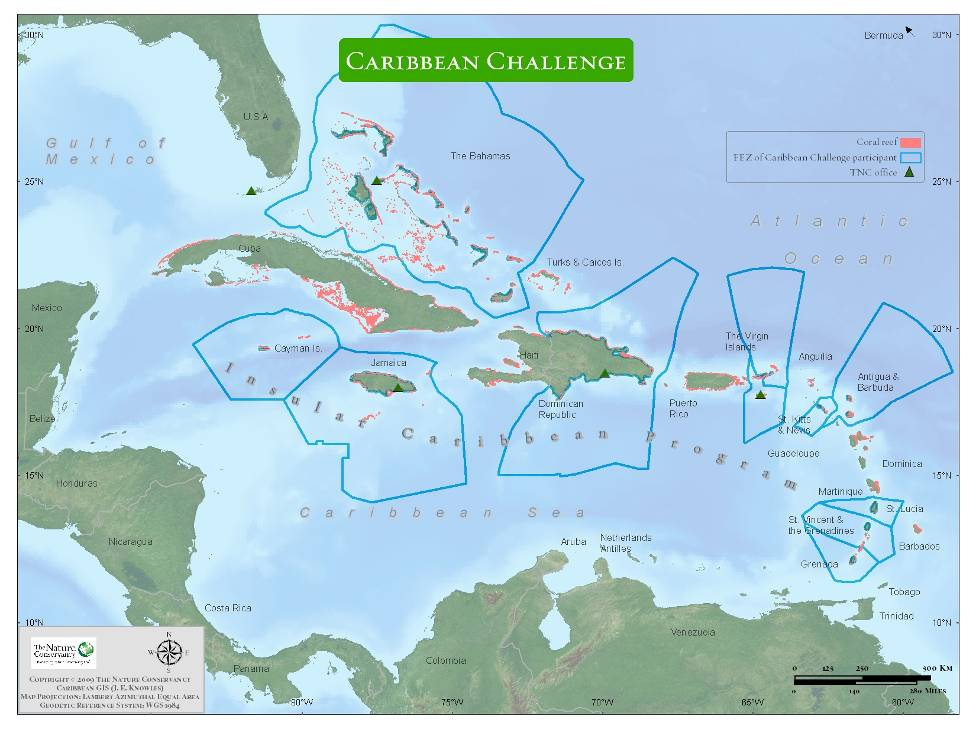 30°N
Bermuda
30°N
CARIBBEAN CHALLENGE
U.S.A
Gulf of
Mexico
The Bahamas
Coral reef
EEZ of Caribbean Challenge participant
TNC office
25°N
25°N
Atlantic
Ocean
Cuba
Turks & Caicos Is.
Mexico
20°N
20°N
Cayman Is.
Jamaica
Haiti
The Virgin
Islands
Anguilla
Antigua &
Barbuda
Dominican
Republic
Puerto
Rico
St. Kitts
& Nevis
Belize
Insular Caribbean Program
Guadeloupe
Dominica
15°N
15°N
Honduras
Martinique
St. Lucia
Caribbean Sea
St. Vincent &
the Grenadines
Nicaragua
Aruba
Netherlands
Antilles
Barbados
Grenada
Tobago
Costa Rica
Trinidad
10°N
10°N
Venezuela
The Nature
Conservancy
N
W
E
S
Panama
Colombia
0 125 250 500 KM
0 140 280 MILES
COPYRIGHT © 2009 THE NATURE CONSERVANCY
CARIBBEAN GIS (J. E. KNOWLES)
MAP PROJECTION: LAMBERT AZIMUTHAL EQUAL AREA
GEODETIC REFERENCE SYSTEM: WGS 1984
80°W
75°W
70°W
65°W
60°W